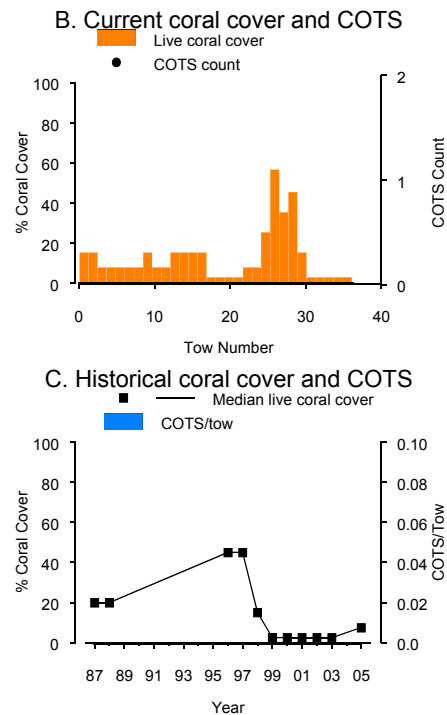 B. Current coral cover and COTS
Live coral cover
COTS count
100
80
60
40
20
0
% Coral Cover
2
1
0
COTS Count
0 10 20 30 40
Tow Number
C. Historical coral cover and COTS
Median live coral cover
COTS/tow
100
80
60
40
20
0
% Coral Cover
0.10
0.08
0.06
0.04
0.02
0.0
COTS/Tow
87 89 91 93 95 97 99 01 03 05
Year